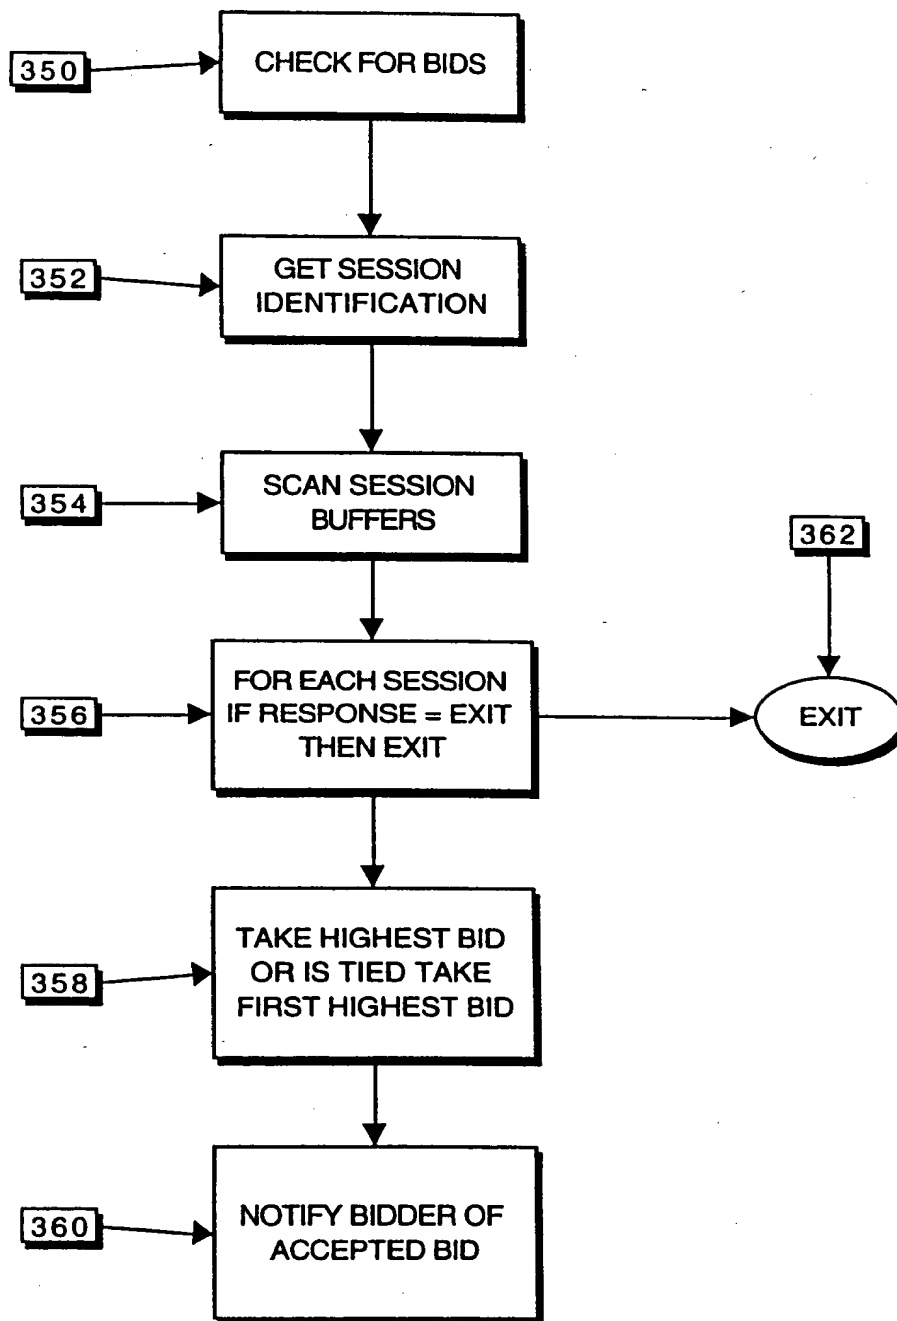 350
CHECK FOR BIDS
352
GET SESSION
IDENTIFICATION
354
SCAN SESSION
BUFFERS
362
356
FOR EACH SESSION
IF RESPONSE = EXIT
THEN EXIT
EXIT
358
TAKE HIGHEST BID
OR IS TIED TAKE
FIRST HIGHEST BID
360
NOTIFY BIDDER OF
ACCEPTED BID